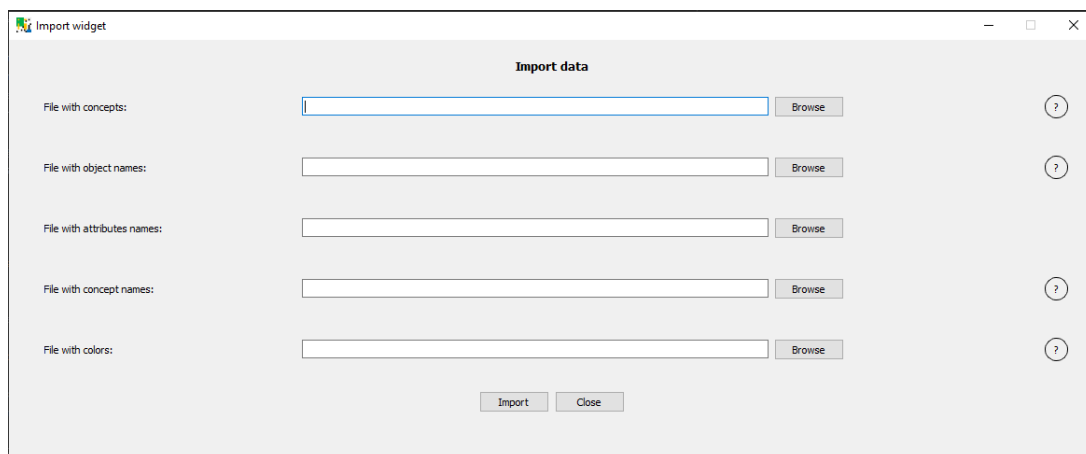 Import widget
Import data
File with concepts: Browse ?
File with object names: Browse ?
File with attributes names: Browse
File with concept names: Browse ?
File with colors: Browse ?
Import Close